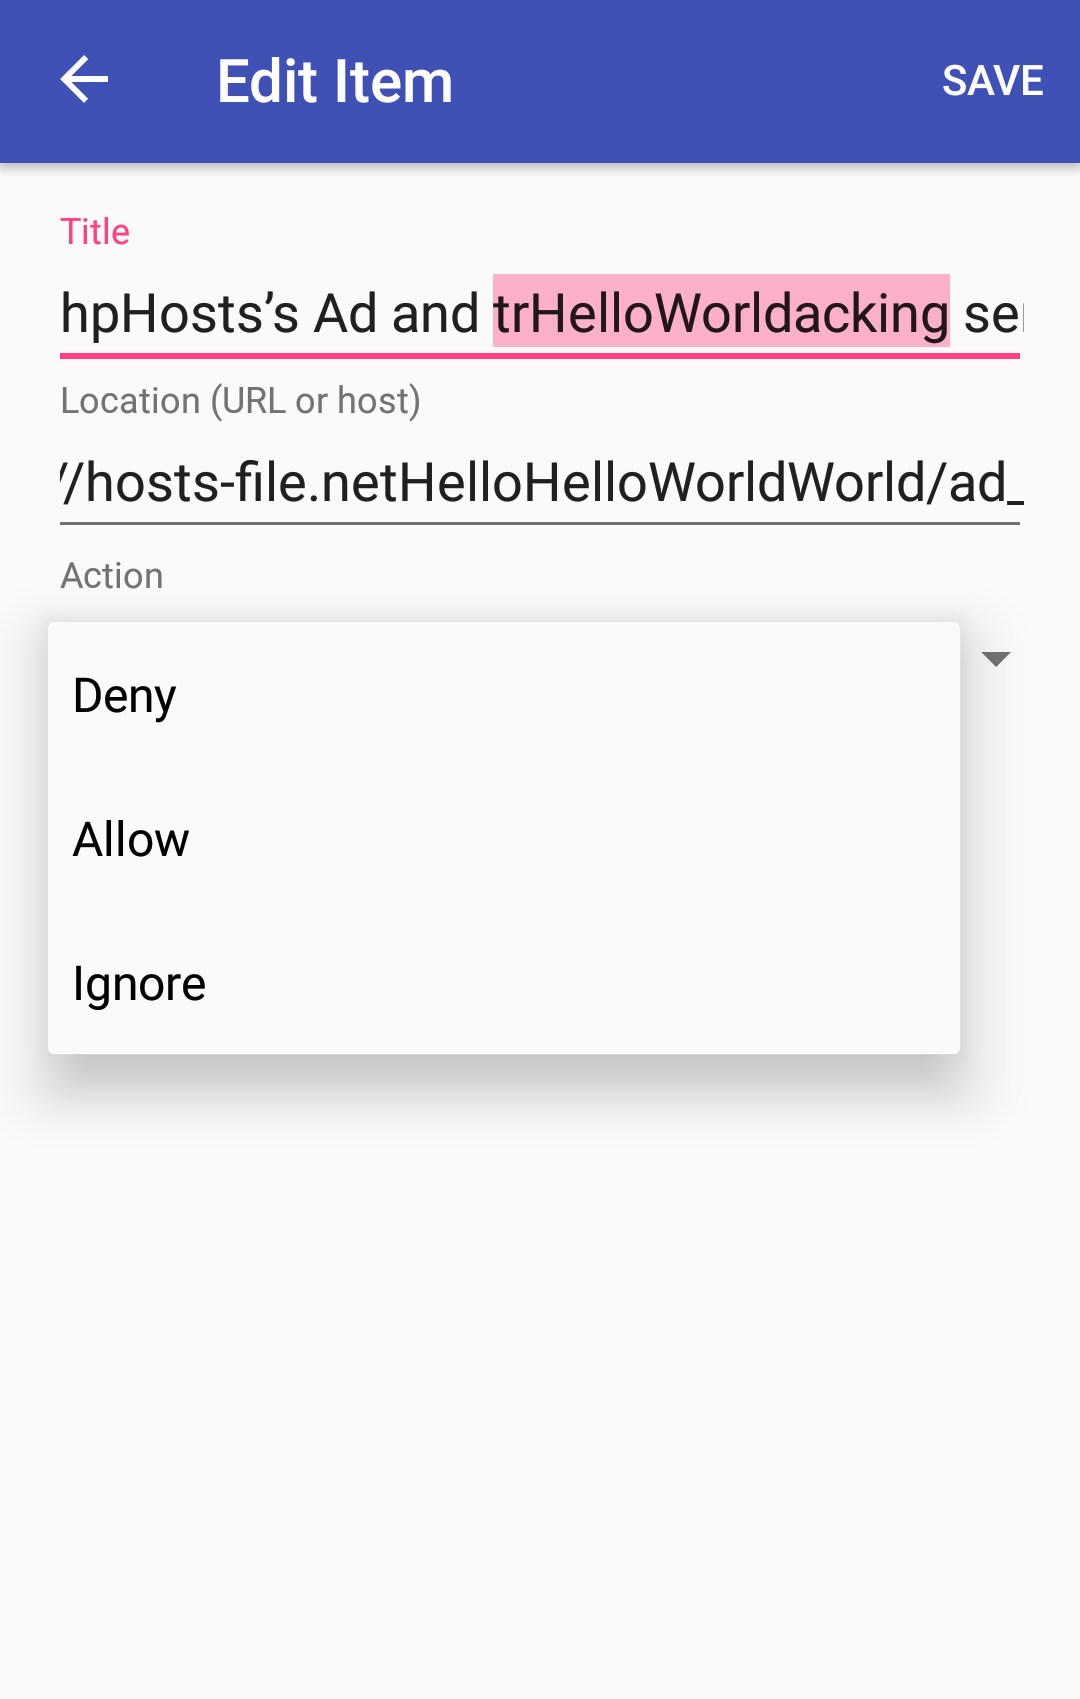 Edit Item
SAVE
Title
hpHosts’s Ad and trHelloWorldacking
Location (URL or host)
//hosts-file.netHelloHelloWorldWorld/ad_
Action
Deny
Allow
Ignore